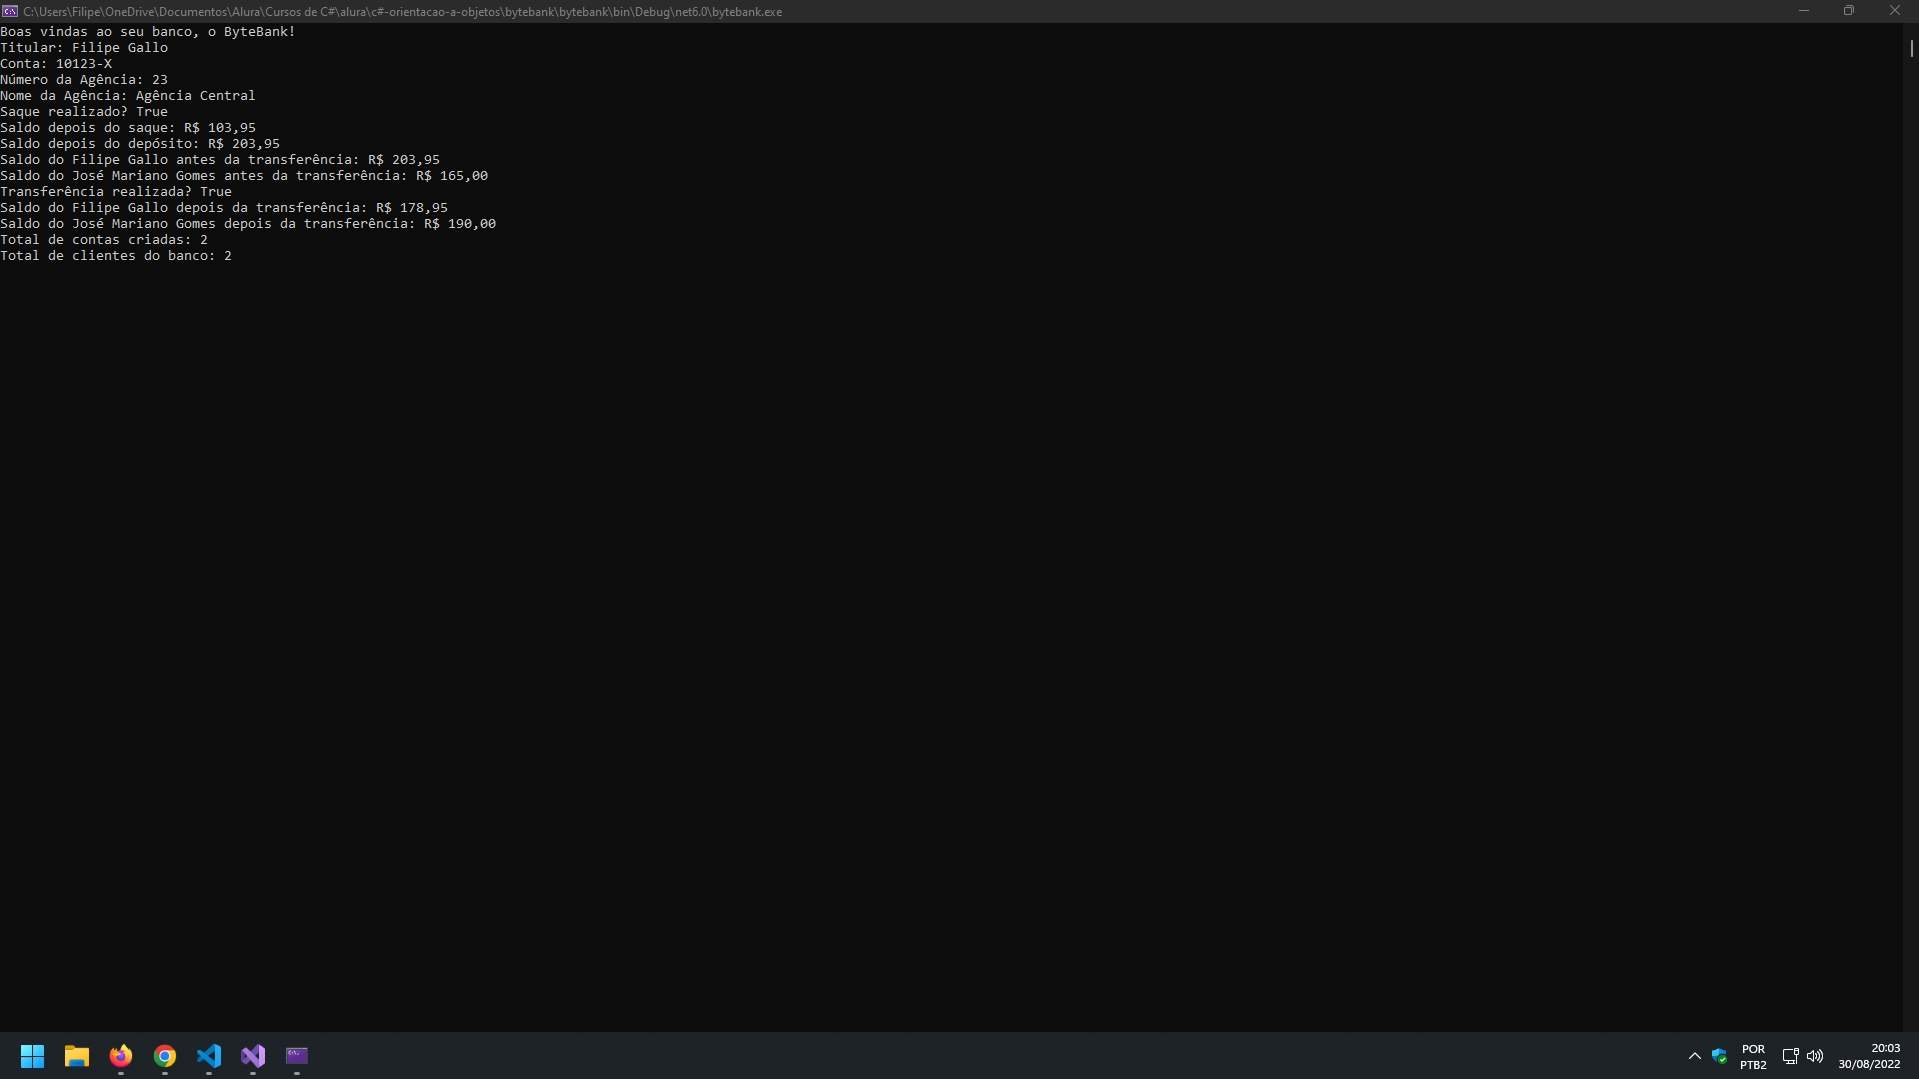 C:\Users\Filipe\OneDrive\Documentos\Alura\Cursos de C#\alura\c#-orientacao-a-objetos\bytebank\bytebank\bin\Debug\net6.0\bytebank.exe
Boas vindas ao seu banco, o ByteBank!
Titular: Filipe Gallo
Conta: 10123-X
Número da Agência: 23
Nome da Agência: Agência Central
Saque realizado? True
Saldo depois do saque: R$ 103,95
Saldo depois do depósito: R$ 203,95
Saldo do Filipe Gallo antes da transferência: R$ 203,95
Saldo do José Mariano Gomes antes da transferência: R$ 165,00
Transferência realizada? True
Saldo do Filipe Gallo depois da transferência: R$ 178,95
Saldo do José Mariano Gomes depois da transferência: R$ 190,00
Total de contas criadas: 2
Total de clientes do banco: 2
POR
PTB2
20:03
30/08/2022